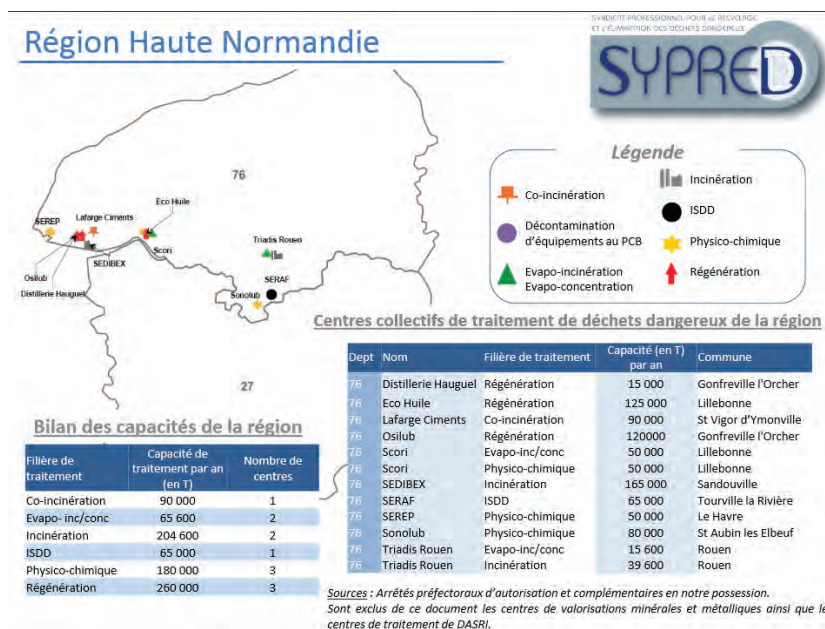 SYNDICAT PROFESSIONNEL POUR LE RECYCLAGE
ET L'ÉLIMINATION DES DÉCHETS DANGEREUX
SYPRED
Région Haute Normandie
76
SEREP
Lafarge Ciments
Eco Huile
SEDIBEX
Scori
Osilub
Distillerie Hauguel
Triadis Rouen
SERAF
Sonolub
27
Légende
Co-incinération
Décontamination
d'équipements au PCB
Evapo-incinération
Evapo-concentration
Incinération
ISDD
Physico-chimique
Régénération
Centres collectifs de traitement de déchets dangereux de la région
Dept Nom Filière de traitement Capacité (en T) par an Commune
76 Distillerie Hauguel Régénération 15 000 Gonfreville l'Orcher
76 Eco Huile Régénération 125 000 Lillebonne
76 Lafarge Ciments Co-incinération 90 000 St Vigor d'Ymonville
76 Osilub Régénération 120000 Gonfreville l'Orcher
76 Scori Evapo-inc/conc 50 000 Lillebonne
76 Scori Physico-chimique 50 000 Lillebonne
76 SEDIBEX Incinération 165 000 Sandouville
76 SERAF ISDD 65 000 Tourville la Rivière
76 SEREP Physico-chimique 50 000 Le Havre
76 Sonolub Physico-chimique 80 000 St Aubin les Elbeuf
76 Triadis Rouen Evapo-inc/conc 15 600 Rouen
76 Triadis Rouen Incinération 39 600 Rouen
Bilan des capacités de la région
Filière de traitement Capacité de traitement par an (en T) Nombre de centres
Co-incinération 90 000 1
Evapo- inc/conc 65 600 2
Incinération 204 600 2
ISDD 65 000 1
Physico-chimique 180 000 3
Régénération 260 000 3
Sources : Arrêtés préfectoraux d'autorisation et complémentaires en notre possession.
Sont exclus de ce document les centres de valorisations minérales et métalliques ainsi que le
centres de traitement de DASRI.